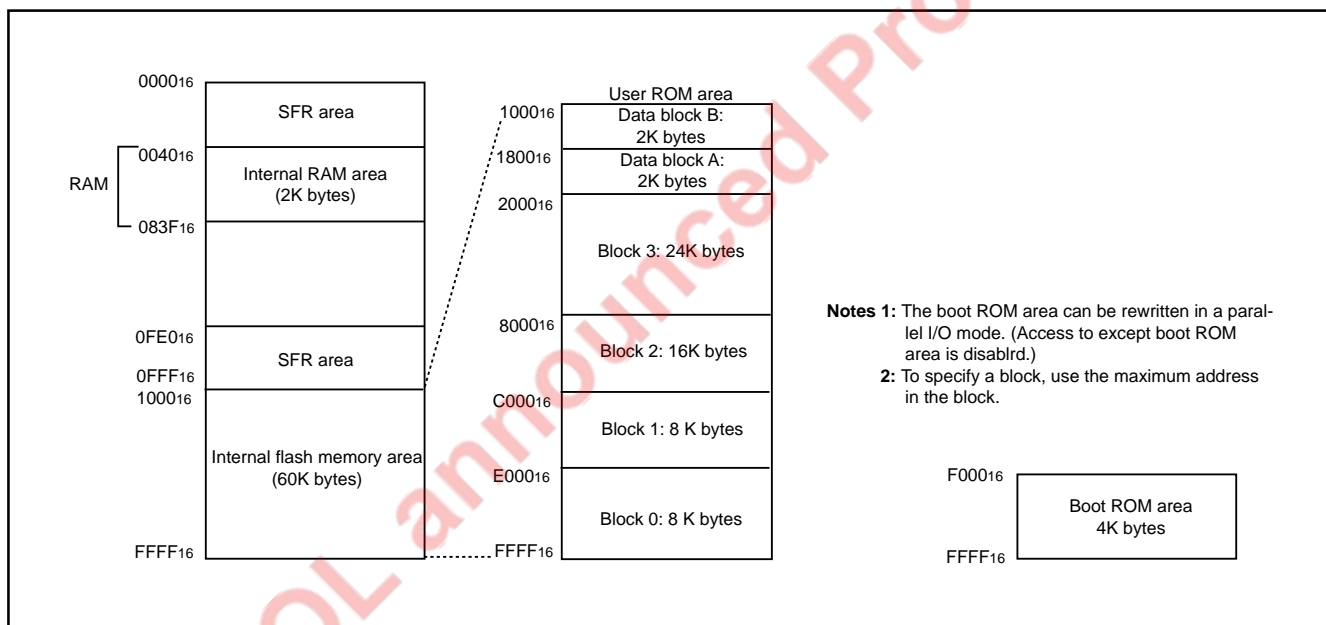 RAM
000016
SFR area
004016
Internal RAM area
(2K bytes)
083F16
0FE016
SFR area
0FFF16
100016
Internal flash memory area
(60K bytes)
FFFF16
User ROM area
100016
Data block B:
2K bytes
180016
Data block A:
2K bytes
200016
Block 3: 24K bytes
800016
Block 2: 16K bytes
C00016
Block 1: 8 K bytes
E00016
Block 0: 8 K bytes
FFFF16
Notes 1: The boot ROM area can be rewritten in a paral-
lel I/O mode. (Access to except boot ROM
area is disablrd.)
2: To specify a block, use the maximum address
in the block.
F00016
Boot ROM area
4K bytes
FFFF16
OL announced Pro